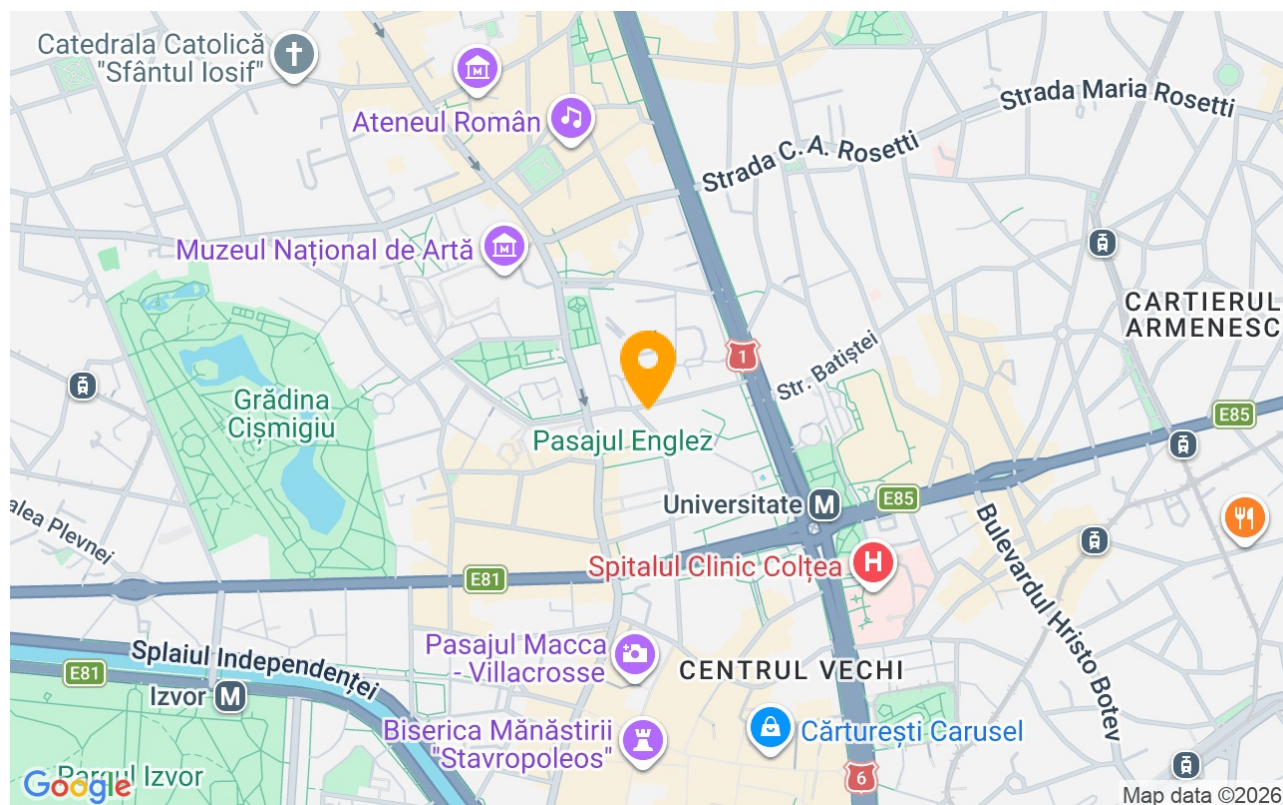 Catedrala Catolică
"Sfântul Iosif"
Ateneul Român
Strada Maria Rosetti
Strada C. A. Rosetti
Muzeul Național de Artă
CARTIERUL
ARMENESC
1
Str. Batiștei
Grădina
Cișmigiu
Pasajul Englez
E85
Universitate
M
E85
alea Plevnei
Bulevardul Hristo Botev
Spitalul Clinic Colțea
H
E81
Splaiul Independenței
Pasajul Macca
- Villacrosse
CENTRUL VECHI
E81
Izvor
M
Biserica Mănăstirii
"Stavropoleos"
Cărturești Carusel
Parcul Izvor
Google
6
Map data ©2026